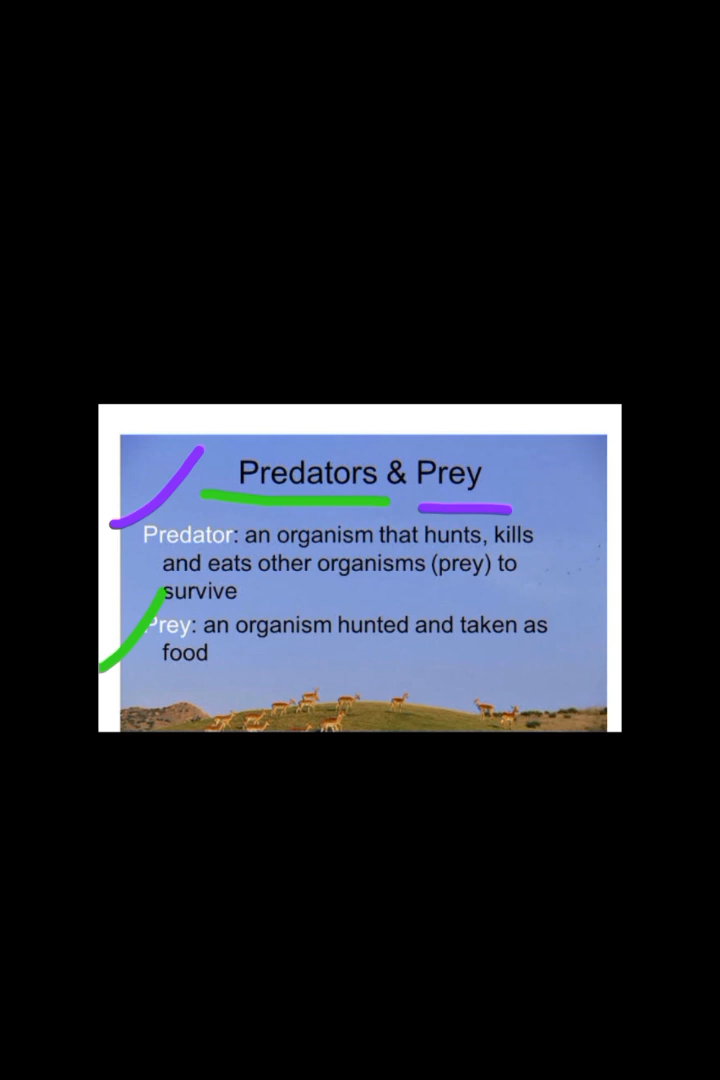 Predators & Prey
Predator: an organism that hunts, kills
and eats other organisms (prey) to
survive
Prey: an organism hunted and taken as
food